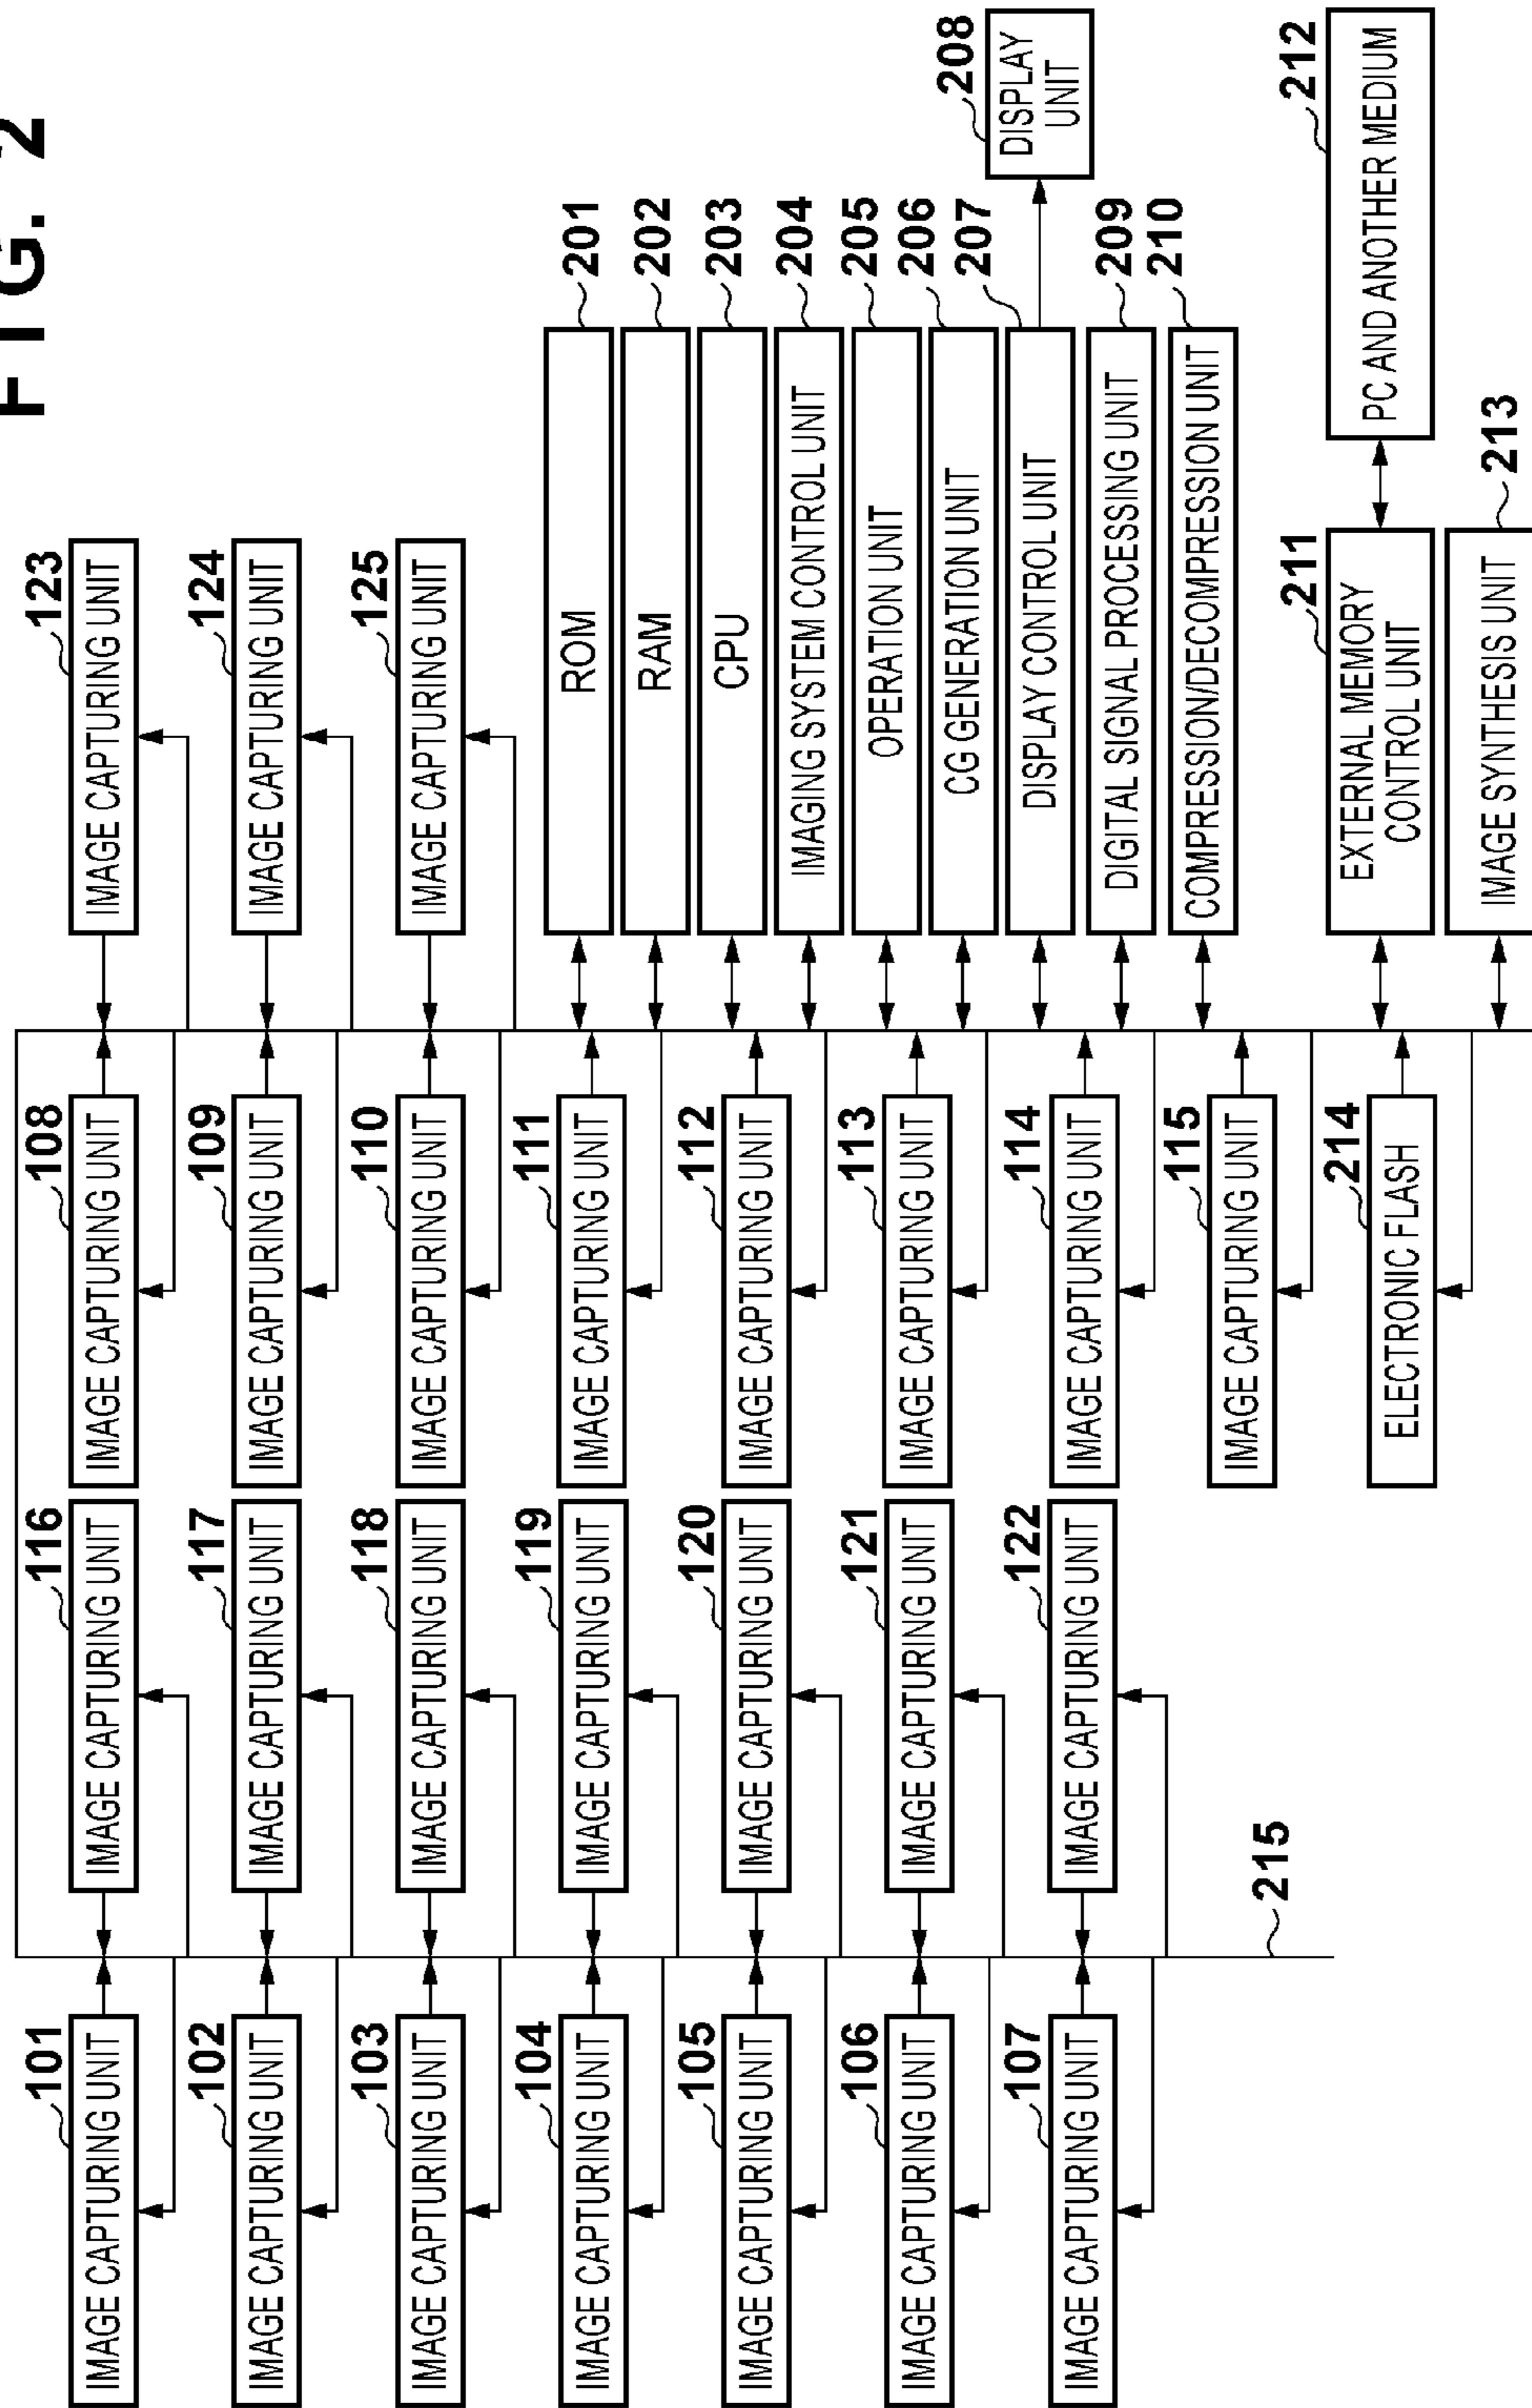 FIG. 2
101
IMAGE CAPTURING UNIT
102
IMAGE CAPTURING UNIT
103
IMAGE CAPTURING UNIT
104
IMAGE CAPTURING UNIT
105
IMAGE CAPTURING UNIT
106
IMAGE CAPTURING UNIT
107
IMAGE CAPTURING UNIT
116
IMAGE CAPTURING UNIT
117
IMAGE CAPTURING UNIT
118
IMAGE CAPTURING UNIT
119
IMAGE CAPTURING UNIT
120
IMAGE CAPTURING UNIT
121
IMAGE CAPTURING UNIT
122
IMAGE CAPTURING UNIT
215
108
IMAGE CAPTURING UNIT
109
IMAGE CAPTURING UNIT
110
IMAGE CAPTURING UNIT
111
IMAGE CAPTURING UNIT
112
IMAGE CAPTURING UNIT
113
IMAGE CAPTURING UNIT
114
IMAGE CAPTURING UNIT
115
IMAGE CAPTURING UNIT
214
ELECTRONIC FLASH
123
IMAGE CAPTURING UNIT
124
IMAGE CAPTURING UNIT
125
IMAGE CAPTURING UNIT
ROM
201
RAM
202
CPU
203
IMAGING SYSTEM CONTROL UNIT
204
OPERATION UNIT
205
CG GENERATION UNIT
206
DISPLAY CONTROL UNIT
207
208
DISPLAY
UNIT
DIGITAL SIGNAL PROCESSING UNIT
209
COMPRESSION/DECOMPRESSION UNIT
210
211
EXTERNAL MEMORY
CONTROL UNIT
212
PC AND ANOTHER MEDIUM
IMAGE SYNTHESIS UNIT
213